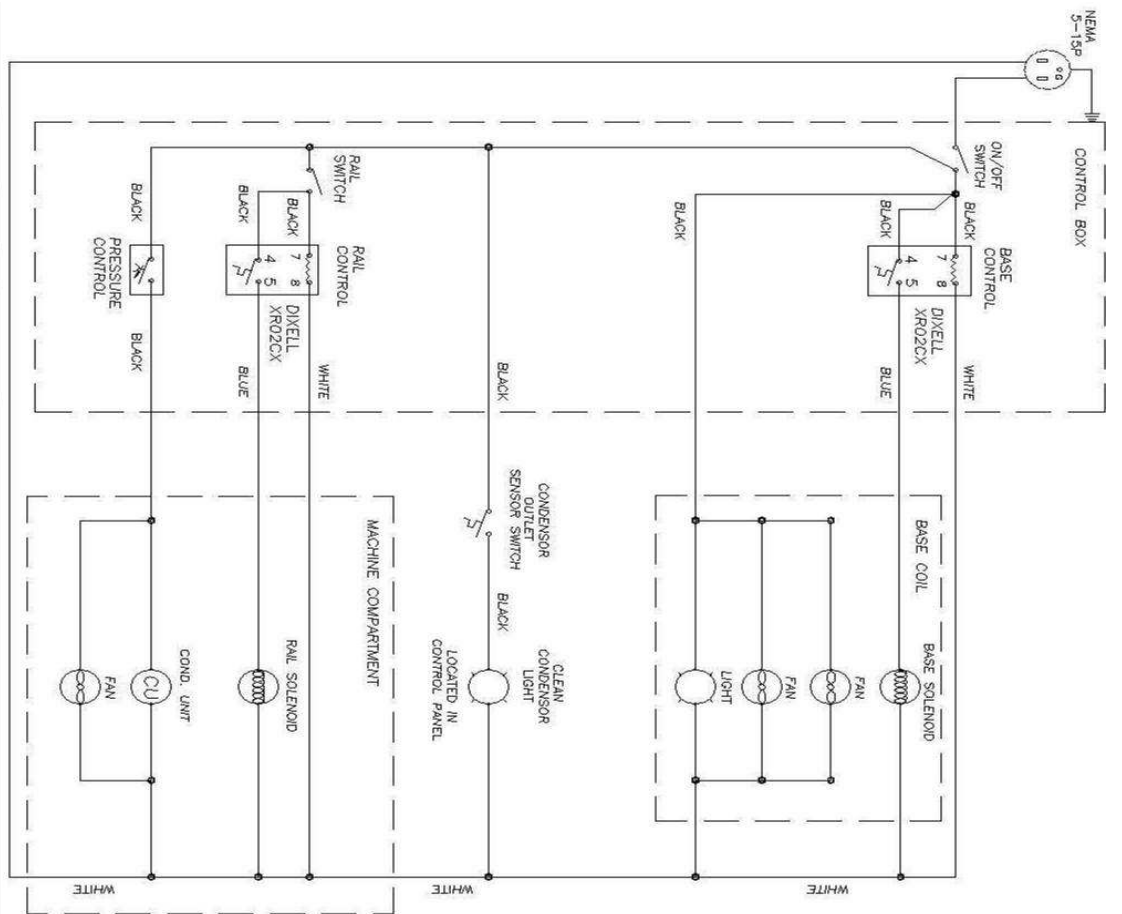 NEMA
5-15P
G
CONTROL BOX
ON/OFF
SWITCH
BLACK
BLACK
BASE
CONTROL
7
8
4
5
DIXELL
XR02CX
WHITE
BLUE
BLACK
BASE COIL
BASE SOLENOID
FAN
FAN
LIGHT
WHITE
BLACK
CONDENSOR
OUTLET
SENSOR SWITCH
BLACK
CLEAN
CONDENSOR
LIGHT
LOCATED IN
CONTROL PANEL
WHITE
RAIL
SWITCH
BLACK
BLACK
RAIL
CONTROL
7
8
4
5
DIXELL
XR02CX
WHITE
BLUE
BLACK
PRESSURE
CONTROL
BLACK
MACHINE COMPARTMENT
RAIL SOLENOID
COND. UNIT
CU
FAN
WHITE